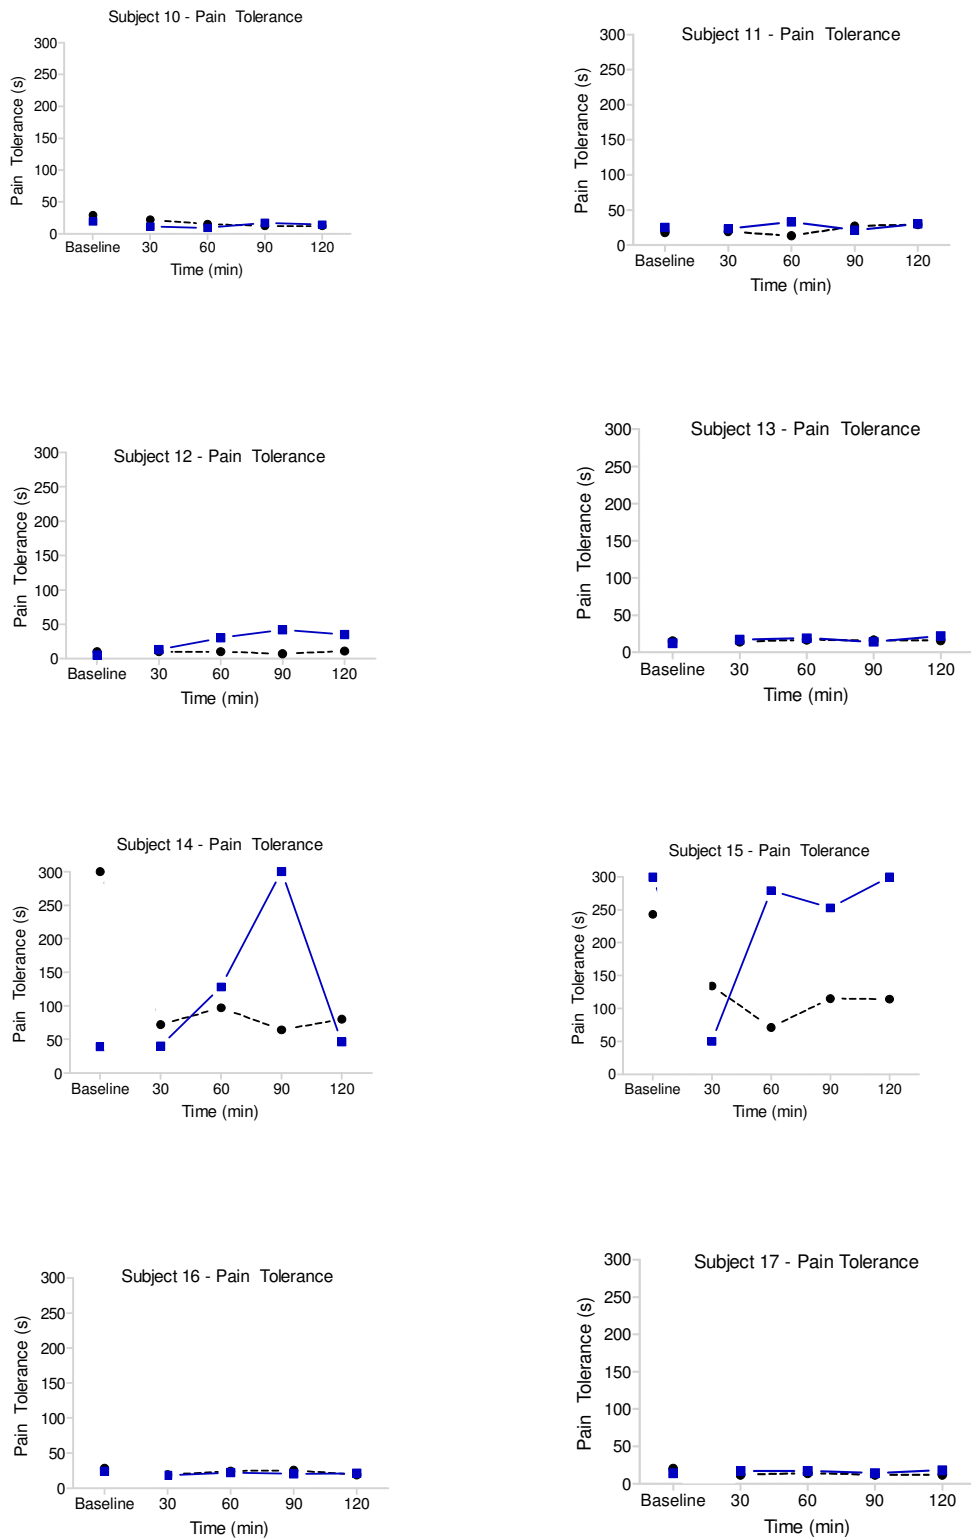 Subject 10 - Pain Tolerance
300
250
200
150
100
50
0
Pain Tolerance (s)
Baseline 30 60 90 120
Time (min)
Subject 11 - Pain Tolerance
300
250
200
150
100
50
0
Pain Tolerance (s)
Baseline 30 60 90 120
Time (min)
Subject 12 - Pain Tolerance
300
250
200
150
100
50
0
Pain Tolerance (s)
Baseline 30 60 90 120
Time (min)
Subject 13 - Pain Tolerance
300
250
200
150
100
50
0
Pain Tolerance (s)
Baseline 30 60 90 120
Time (min)
Subject 14 - Pain Tolerance
300
250
200
150
100
50
0
Pain Tolerance (s)
Baseline 30 60 90 120
Time (min)
Subject 15 - Pain Tolerance
300
250
200
150
100
50
0
Pain Tolerance (s)
Baseline 30 60 90 120
Time (min)
Subject 16 - Pain Tolerance
300
250
200
150
100
50
0
Pain Tolerance (s)
Baseline 30 60 90 120
Time (min)
Subject 17 - Pain Tolerance
300
250
200
150
100
50
0
Pain Tolerance (s)
Baseline 30 60 90 120
Time (min)